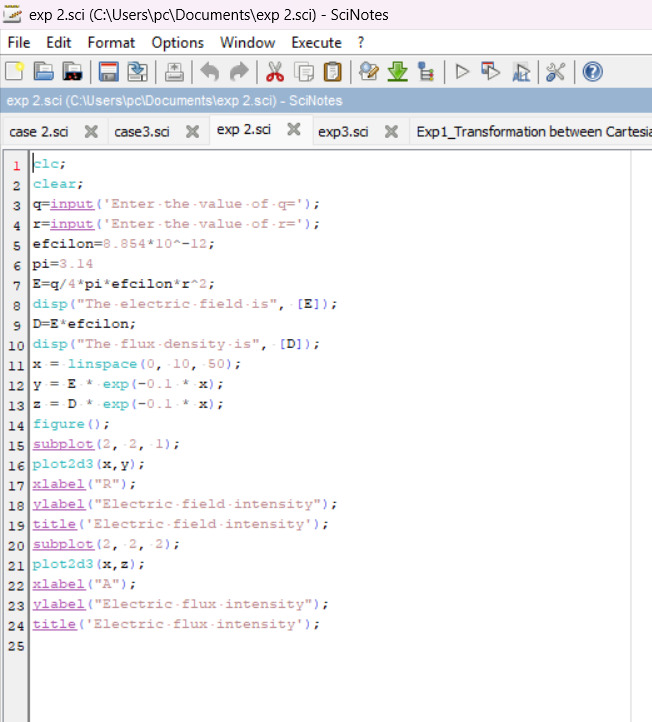 exp 2.sci (C:\Users\pc\Documents\exp 2.sci) - SciNotes
File Edit Format Options Window Execute ?
exp 2.sci (C:\Users\pc\Documents\exp 2.sci) - SciNotes
case 2.sci case3.sci exp 2.sci exp3.sci Exp1_Transformation between Cartesia
1 clc;
2 clear;
3 q=input('Enter the value of q=');
4 r=input('Enter the value of r=');
5 efcilon=8.854*10^-12;
6 pi=3.14
7 E=q/4*pi*efcilon*r^2;
8 disp("The electric field is", [E]);
9 D=E*efcilon;
10 disp("The flux density is", [D]);
11 x = linspace(0, 10, 50);
12 y = E * exp(-0.1 * x);
13 z = D * exp(-0.1 * x);
14 figure();
15 subplot(2, 2, 1);
16 plot2d3(x,y);
17 xlabel("R");
18 ylabel("Electric field intensity");
19 title('Electric field intensity');
20 subplot(2, 2, 2);
21 plot2d3(x,z);
22 xlabel("A");
23 ylabel("Electric flux intensity");
24 title('Electric flux intensity');
25